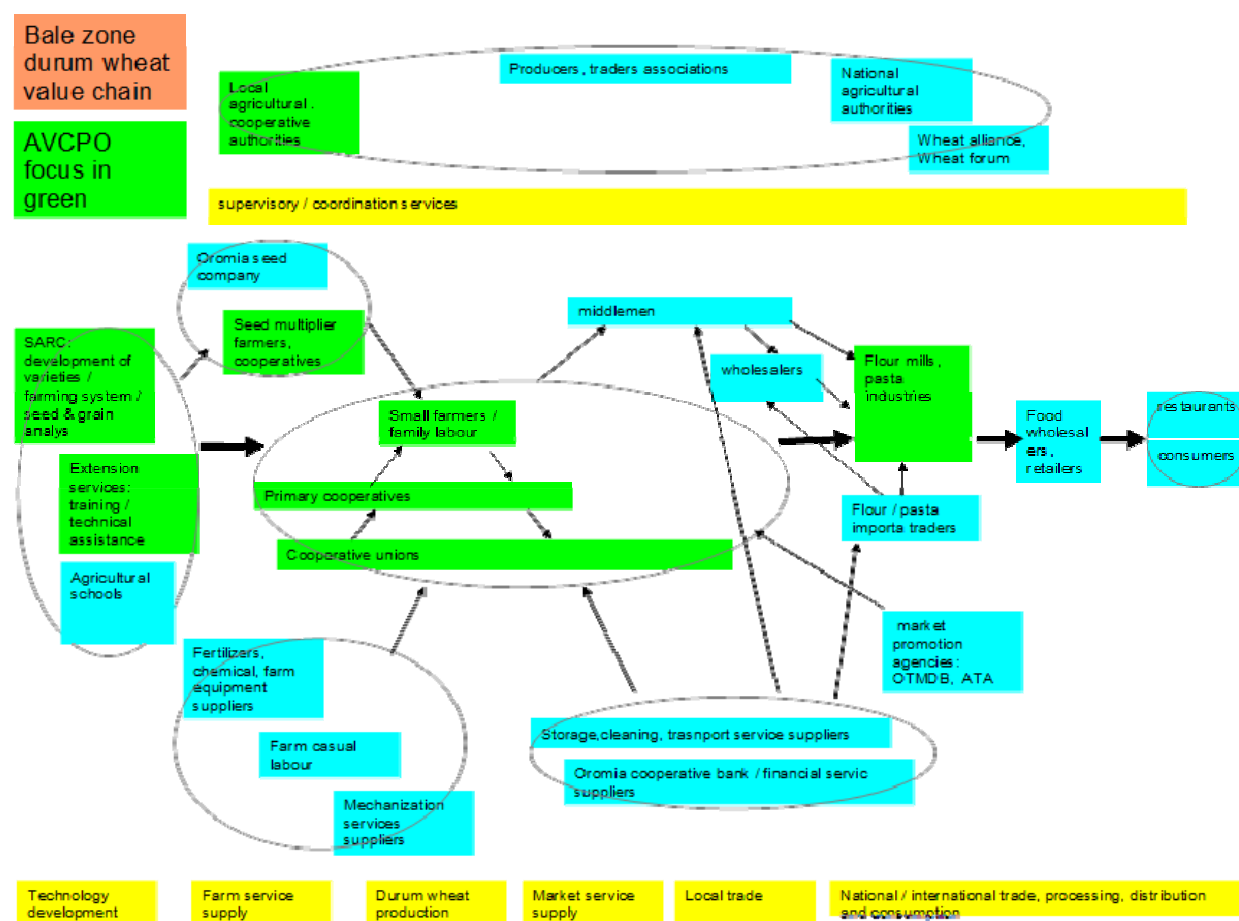 Bale zone
durum wheat
value chain
AVCPO
focus in
green
Local
agricultural .
cooperative
authorities
Producers, traders associations
National
agricultural
authorities
Wheat alliance,
Wheat forum
supervisory / coordination services
Oromia seed
company
Seed multiplier
farmers,
cooperatives
SARC:
development of
varieties /
farming system /
seed & grain
analys
Extension
services:
training /
technical
assistance
Agricultural
schools
middlemen
wholesalers
Flour mills ,
pasta
industries
Small farmers /
family labour
Primary cooperatives
Cooperative unions
Food
wholesal
ers,
retailers
restaurants
consumers
Flour / pasta
importa traders
market
promotion
agencies:
OTMDB, ATA
Fertilizers,
chemical, farm
equipment
suppliers
Farm casual
labour
Mechanization
services
suppliers
Storage,cleaning, trasnport service suppliers
Oromia cooperative bank / financial servic
suppliers
Technology
development
Farm service
supply
Durum wheat
production
Market service
supply
Local trade
National / international trade, processing, distribution
and consumption